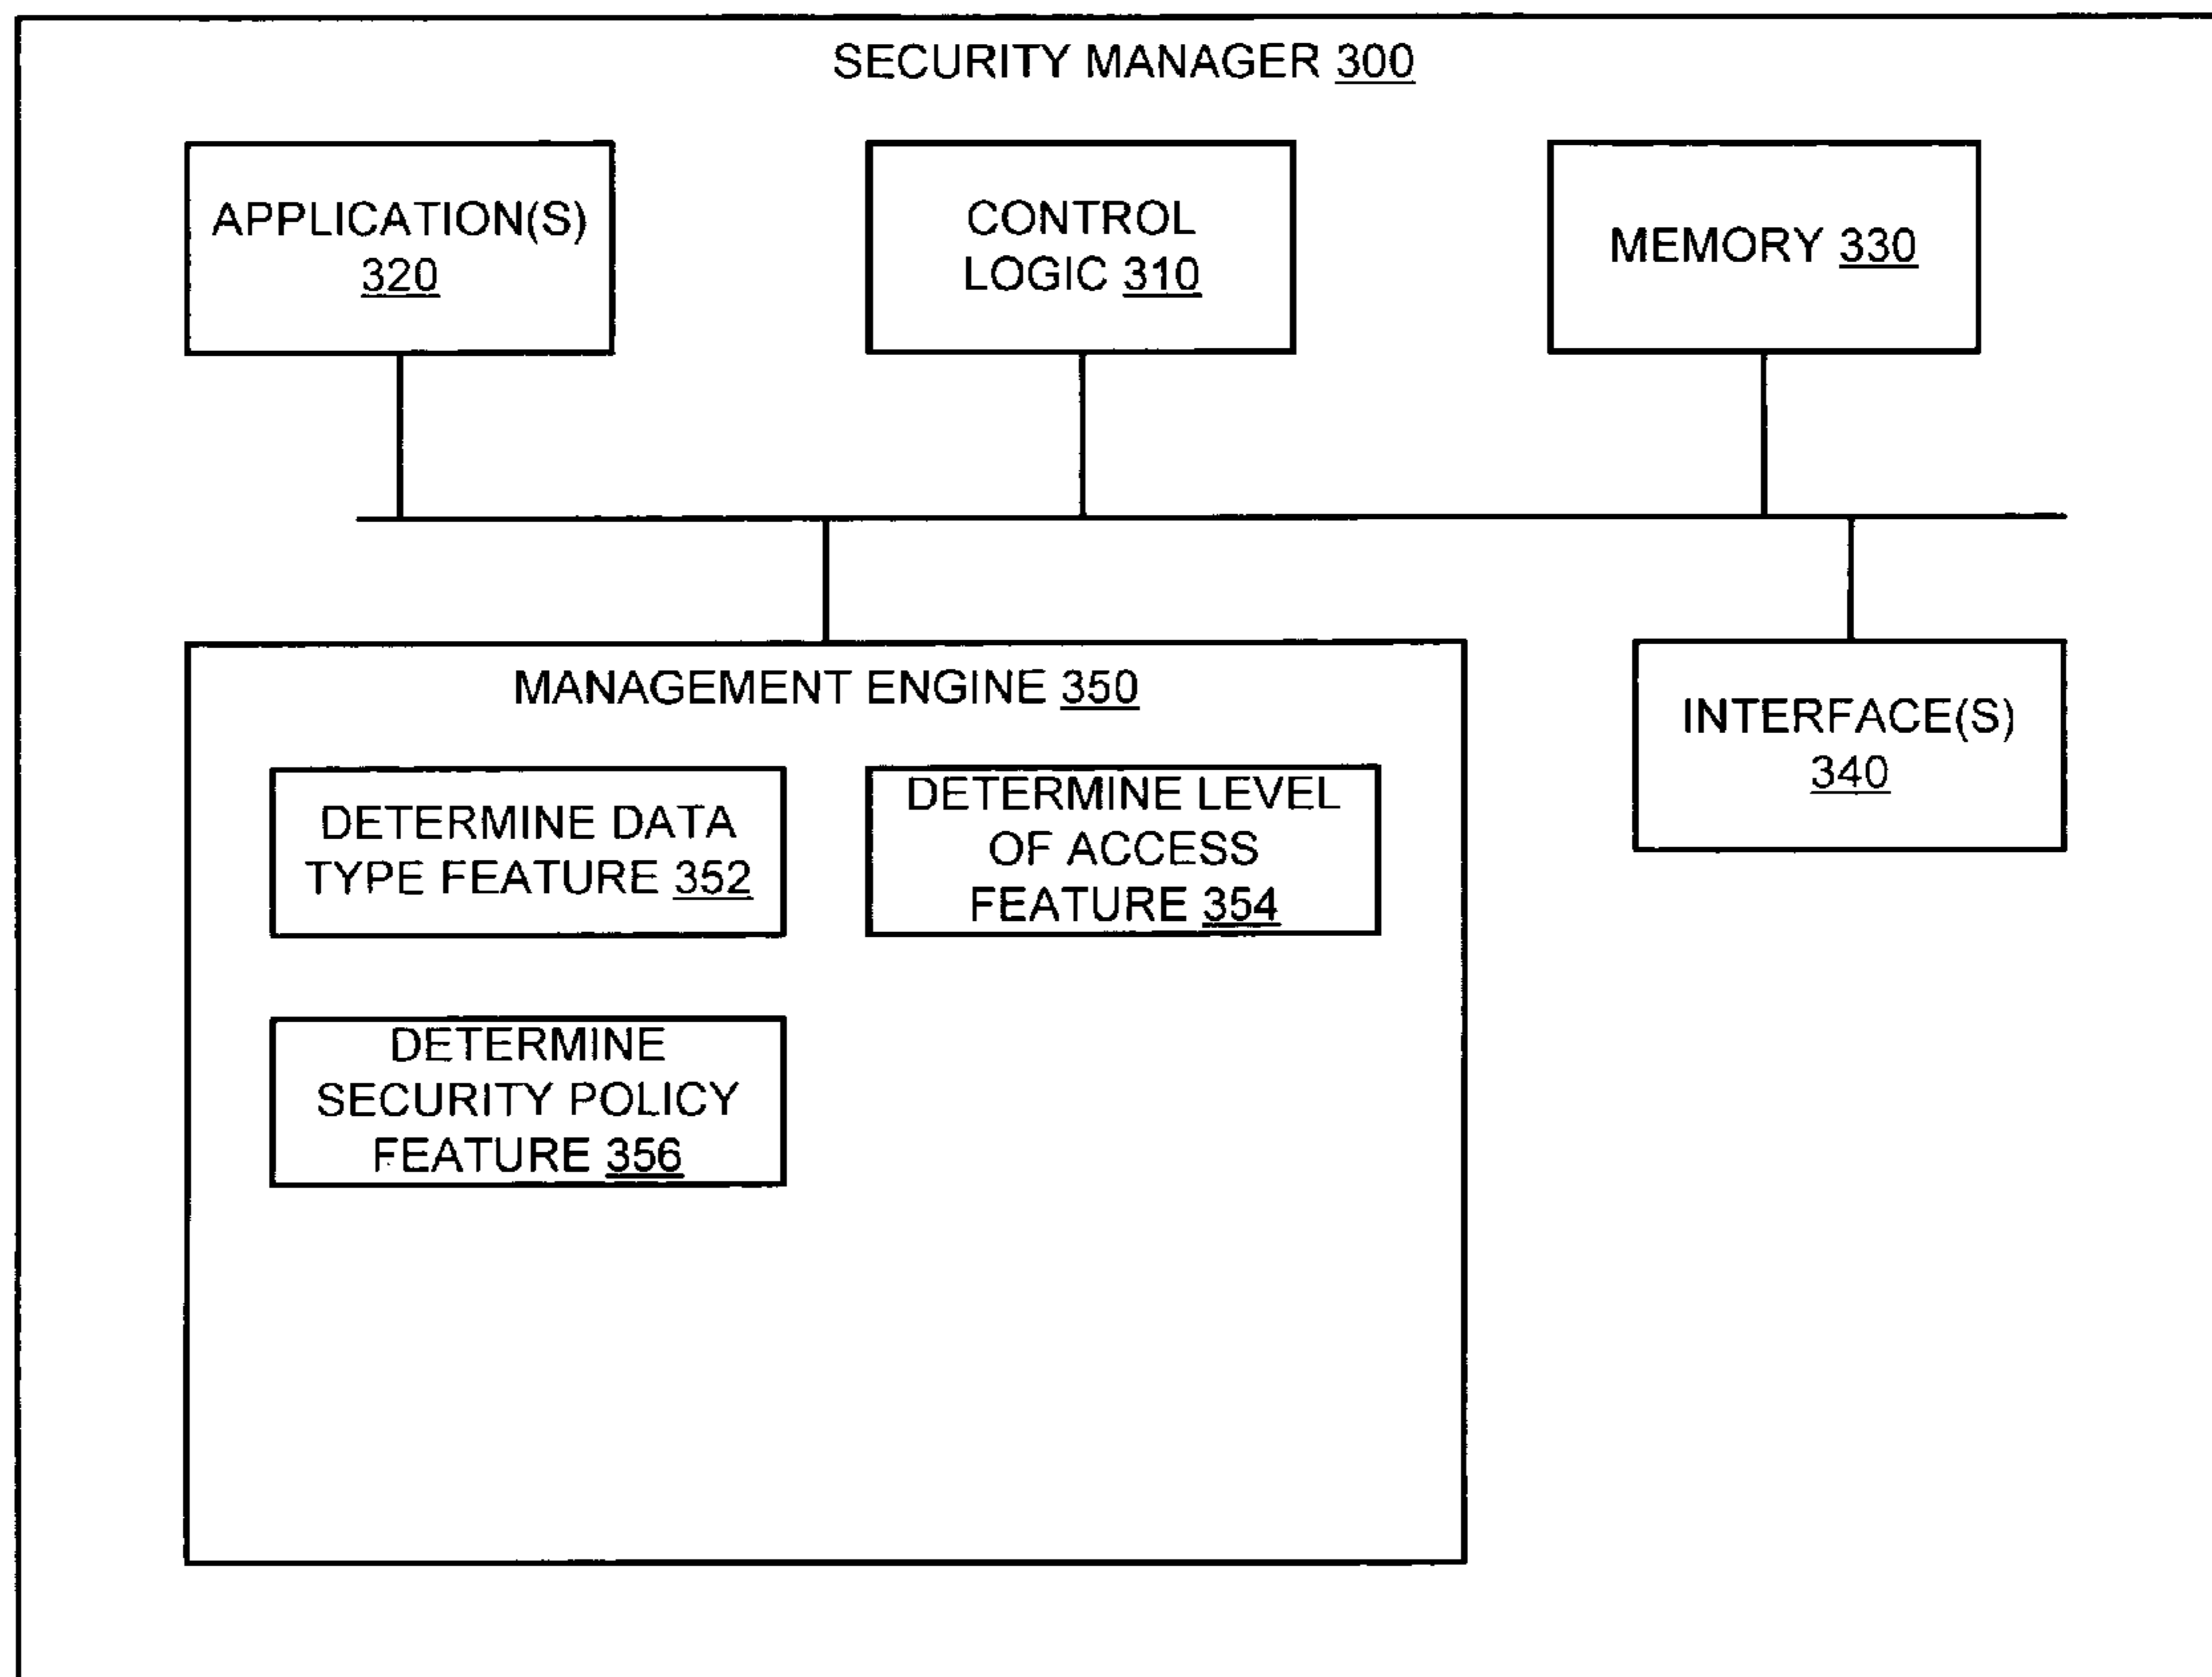 SECURITY MANAGER 300
APPLICATION(S)
320
CONTROL
LOGIC 310
MEMORY 330
MANAGEMENT ENGINE 350
INTERFACE(S)
340
DETERMINE DATA
TYPE FEATURE 352
DETERMINE LEVEL
OF ACCESS
FEATURE 354
DETERMINE
SECURITY POLICY
FEATURE 356